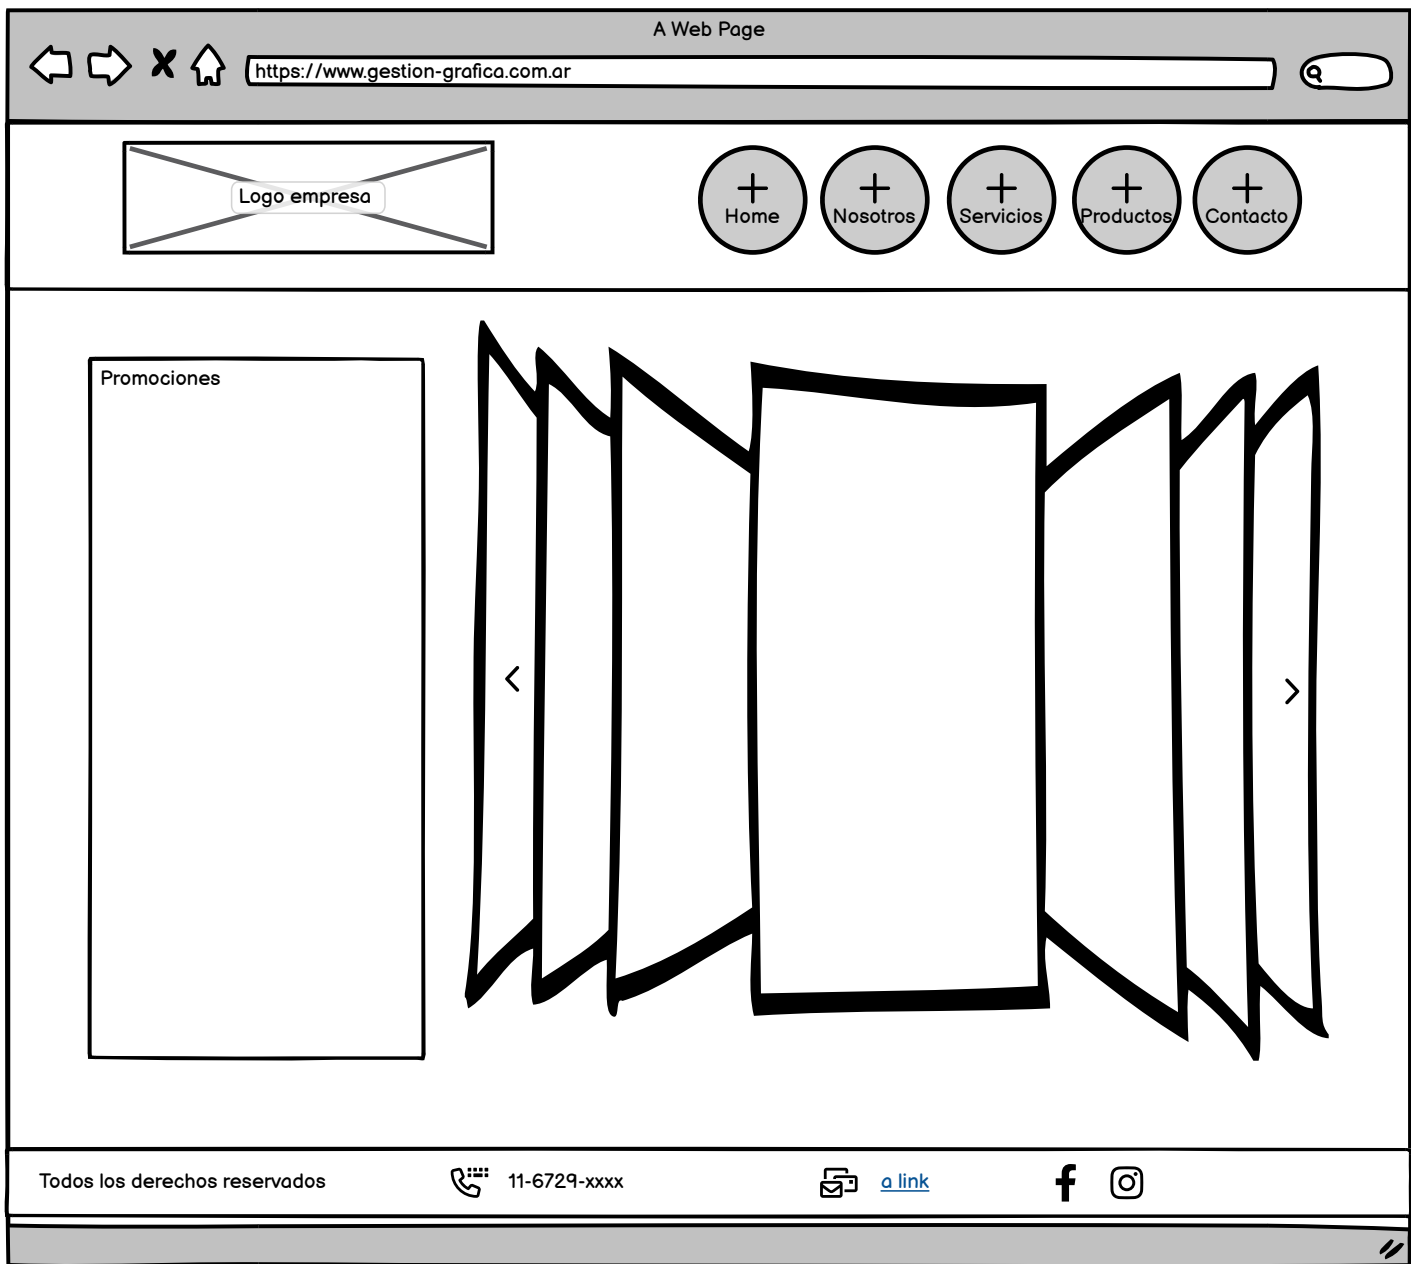 A Web Page
https://www.gestion-grafica.com.ar
Logo empresa
Home
Nosotros
Servicios
Productos
Contacto
Promociones
Todos los derechos reservados
11-6729-xxxx
a link